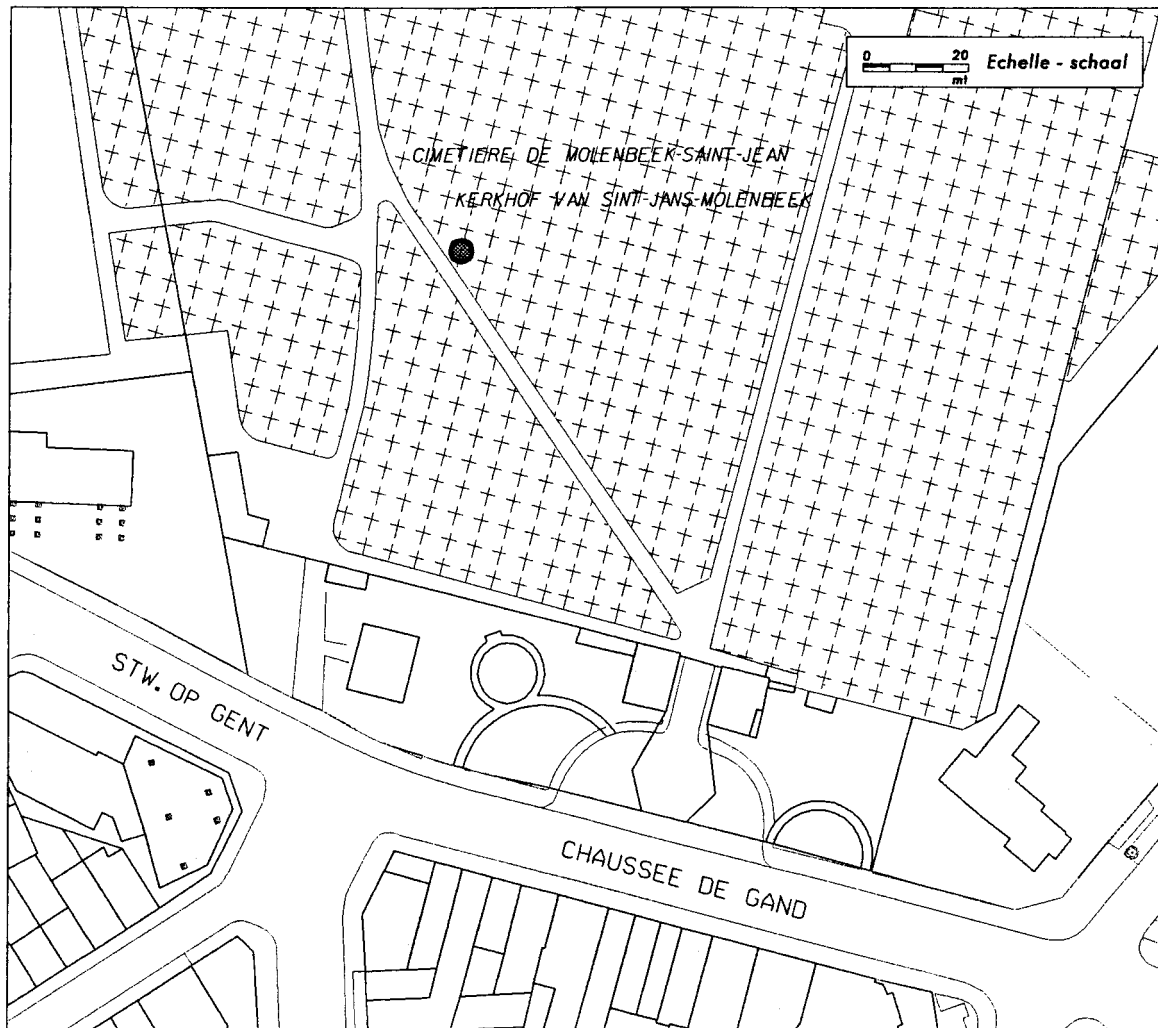 0 20 Echelle - schaal
mt
CIMETIERE DE MOLENBEEK-SAINT-JEAN
KERKHOF VAN SINT-JANS-MOLENBEEK
STW. OP GENT
CHAUSSEE DE GAND